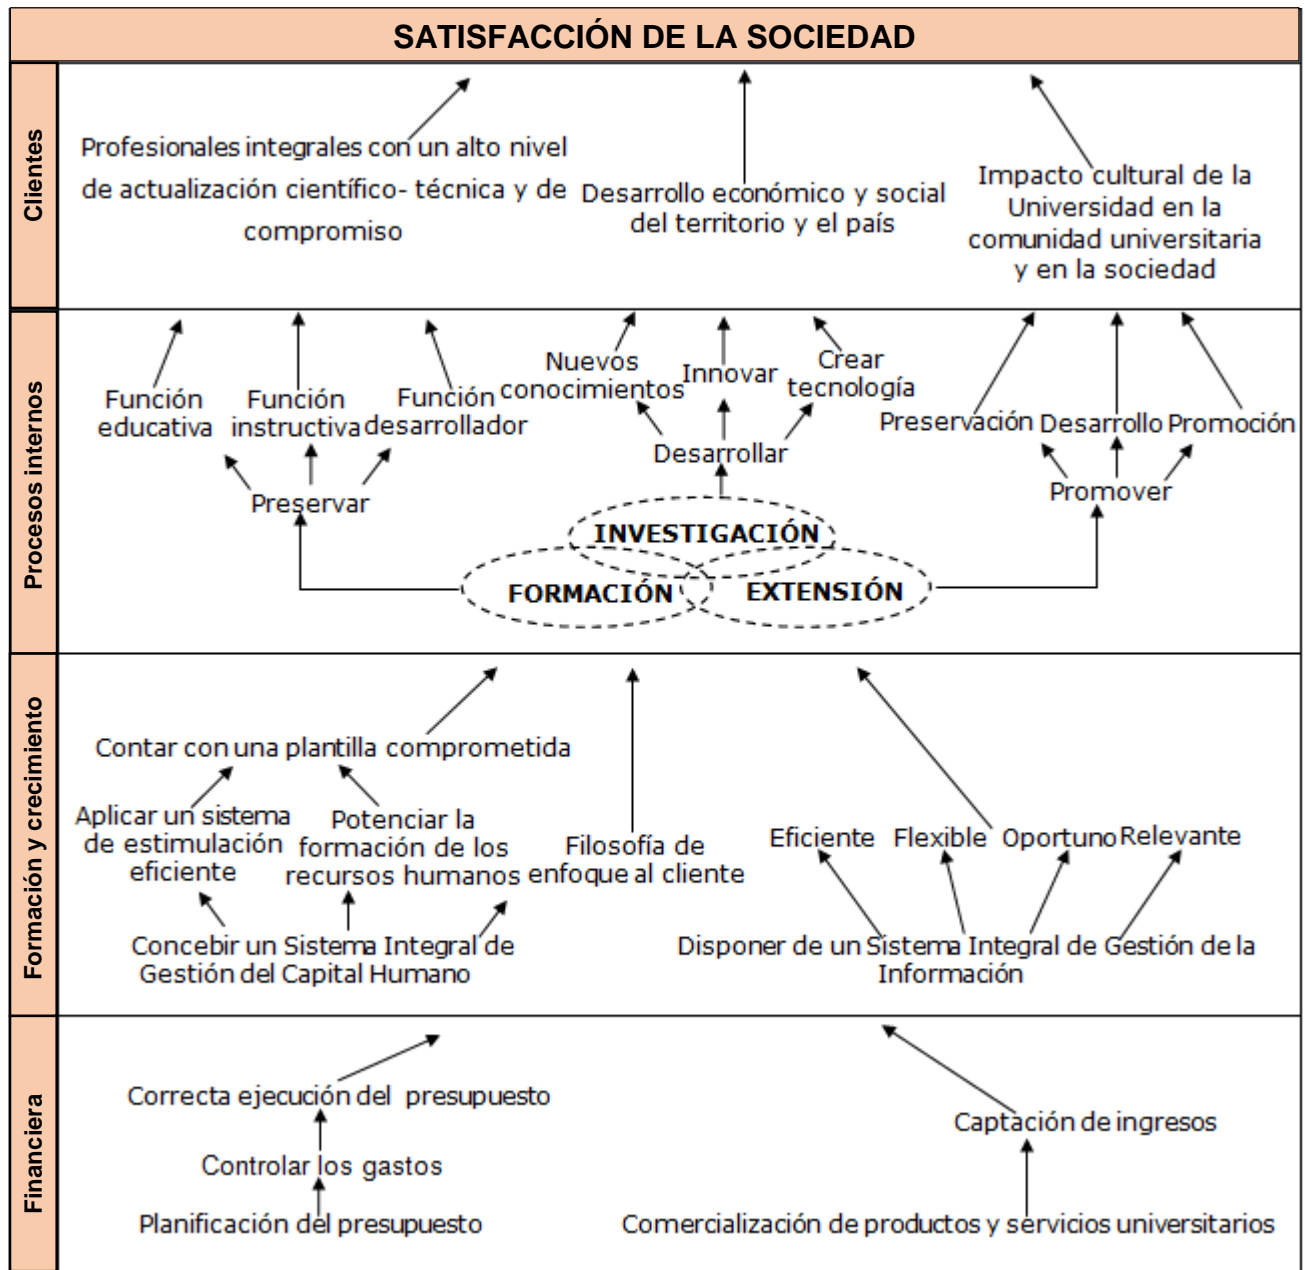 SATISFACCIÓN DE LA SOCIEDAD
Clientes
Profesionales integrales con un alto nivel
de actualización científico- técnica y de
compromiso
Desarrollo económico y social
del territorio y el país
Impacto cultural de la
Universidad en la
comunidad universitaria
y en la sociedad
Procesos internos
Función
educativa
Función
instructiva
Función
desarrollador
Nuevos
conocimientos
Innovar
Crear
tecnología
Preservación
Desarrollo
Promoción
Preservar
Desarrollar
Promover
INVESTIGACIÓN
FORMACIÓN
EXTENSIÓN
Formación y crecimiento
Contar con una plantilla comprometida
Aplicar un sistema
de estimulación
eficiente
Potenciar la
formación de los
recursos humanos
Filosofía de
enfoque al cliente
Eficiente
Flexible
Oportuno
Relevante
Concebir un Sistema Integral de
Gestión del Capital Humano
Disponer de un Sistema Integral de Gestión de la
Información
Financiera
Correcta ejecución del presupuesto
Controlar los gastos
Planificación del presupuesto
Captación de ingresos
Comercialización de productos y servicios universitarios